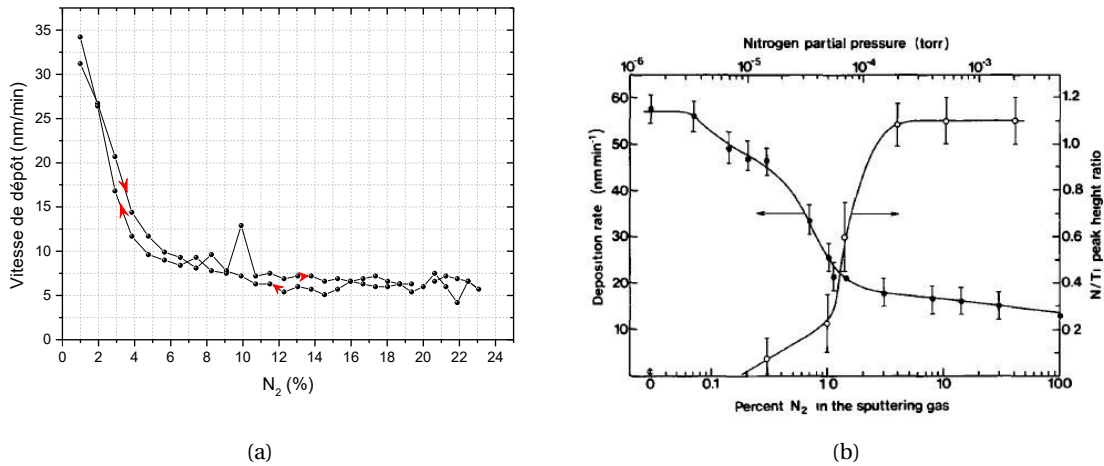 35
30
25
20
15
10
5
0
0 2 4 6 8 10 12 14 16 18 20 22 24
Vitesse de dépôt (nm/min)
N2 (%)
(a)
Nitrogen partial pressure (torr)
10-6 10-5 10-4 10-3
60
50
40
30
20
10
Deposition rate (nm min-1)
1.2
1.0
0.8
0.6
0.4
0.2
N/Ti peak height ratio
0 0.1 1 0 10 100
Percent N2 in the sputtering gas
(b)